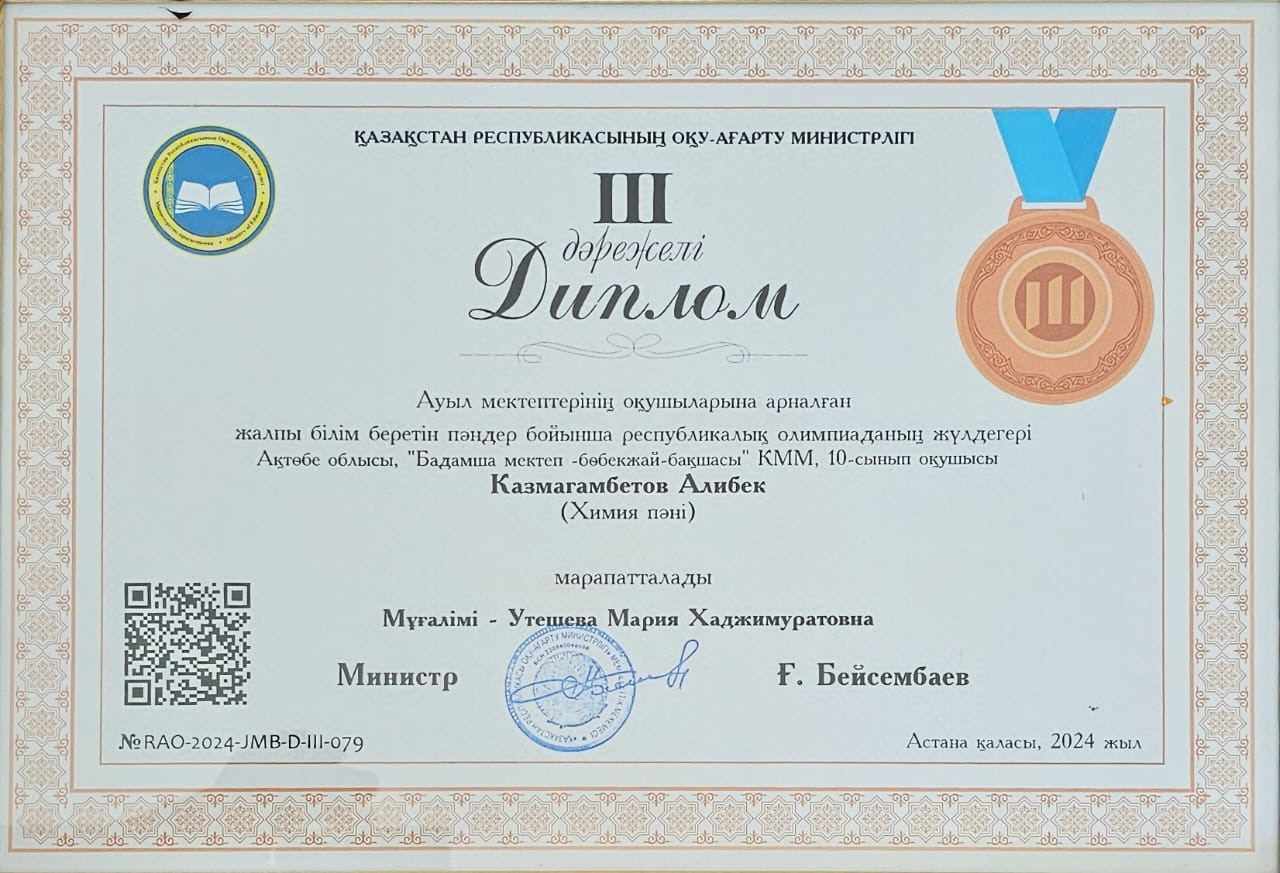 ҚАЗАҚСТАН РЕСПУБЛИКАСЫНЫҢ ОҚУ-АҒАРТУ МИНИСТРЛІГІ
III
дәрежелі
Диплом
III
Ауыл мектептерінің оқушыларына арналған
жалпы білім беретін пәндер бойынша республикалық олимпиаданың жүлдегері
Ақтөбе облысы, "Бадамша мектеп -бөбекжай-бақшасы" КММ, 10-сынып оқушысы
Казмагамбетов Алибек
(Химия пәні)
марапатталады
Мұғалімі - Утешева Мария Хаджимуратовна
Министр Ғ. Бейсембаев
№RAO-2024-JMB-D-III-079
Астана қаласы, 2024 жыл